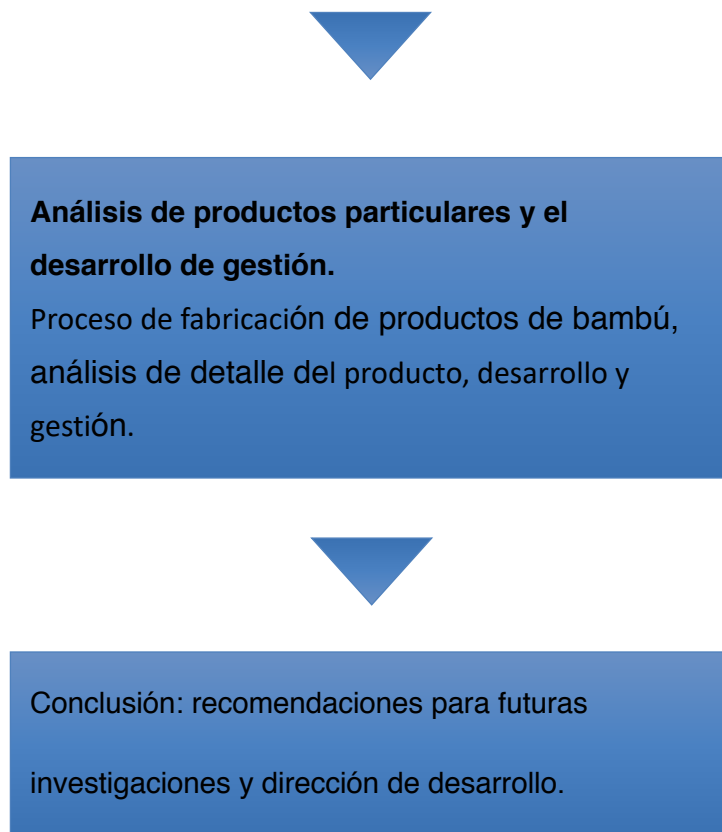 Análisis de productos particulares y el
desarrollo de gestión.
Proceso de fabricación de productos de bambú,
análisis de detalle del producto, desarrollo y
gestión.
Conclusión: recomendaciones para futuras
investigaciones y dirección de desarrollo.